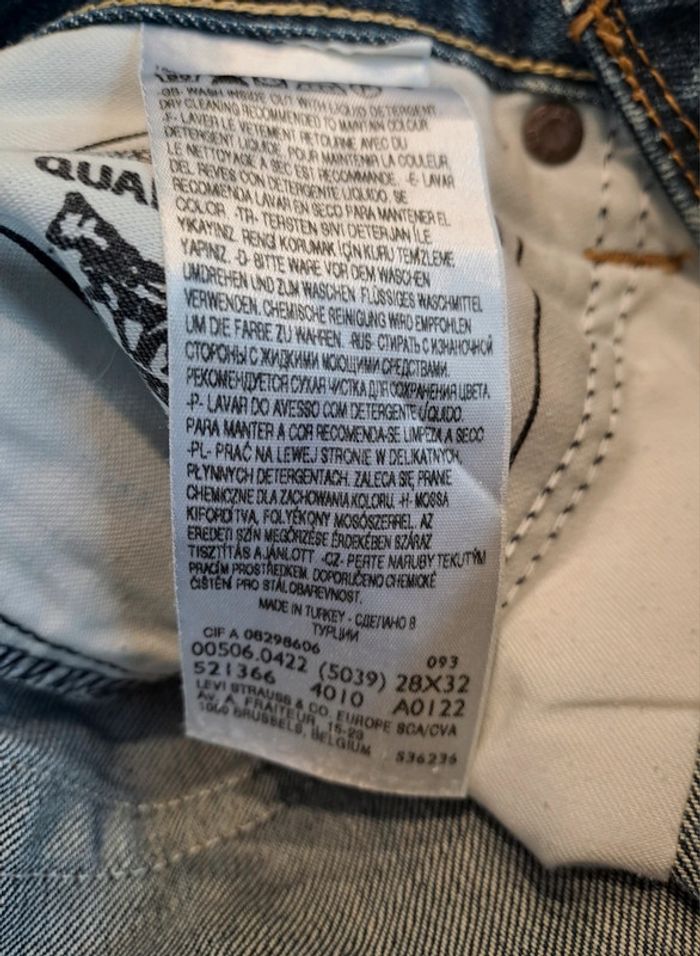 QUA
-GB- WASH INSIDE OUT WITH LIQUID DETERGENT
DRY CLEANING RECOMMENDED TO MAINTAIN COLOUR
-F- LAVER LE VETEMENT RETOURNE AVEC DU
DETERGENT LIQUIDE. POUR MAINTENIR LA COULEUR,
LE NETTOYAGE A SEC EST RECOMMANDE. -E- LAVAR
DEL REVES CON DETERGENTE LIQUIDO. SE
RECOMIENDA LAVAR EN SECO PARA MANTENER EL
COLOR. -TR- TERSTEN SIVI DETERJAN İLE
YIKAYINIZ. RENGİ KORUMAK İÇİN KURU TEMİZLEME
YAPINIZ. -D- BITTE WARE VOR DEM WASCHEN
UMDREHEN UND ZUM WASCHEN FLÜSSIGES WASCHMITTEL
VERWENDEN. CHEMISCHE REINIGUNG WIRD EMPFOHLEN
UM DIE FARBE ZU WAHREN. -RUS- СТИРАТЬ С ИЗНАНОЧНОЙ
СТОРОНЫ С ЖИДКИМИ МОЮЩИМИ СРЕДСТВАМИ.
РЕКОМЕНДУЕТСЯ СУХАЯ ЧИСТКА ДЛЯ СОХРАНЕНИЯ ЦВЕТА.
-P- LAVAR DO AVESSO COM DETERGENTE LÍQUIDO.
PARA MANTER A COR RECOMENDA-SE LIMPEZA A SECO
-PL- PRAĆ NA LEWEJ STRONIE W DELIKATNYCH,
PŁYNNYCH DETERGENTACH. ZALECA SIĘ PRANIE
CHEMICZNE DLA ZACHOWANIA KOLORU. -H- MOSSA
KIFORDÍTVA, FOLYÉKONY MOSÓSZERREL. AZ
EREDETI SZÍN MEGŐRZÉSE ÉRDEKÉBEN SZÁRAZ
TISZTÍTÁS AJÁNLOTT -CZ- PERTE NARUBY TEKUTÝM
PRACÍM PROSTŘEDKEM. DOPORUČENO CHEMICKÉ
ČIŠTĚNÍ PRO STÁLOBAREVNOST.
MADE IN TURKEY - СДЕЛАНО В
ТУРЦИИ
CIF A 08298606 093
00506.0422 (5039) 28X32
521366 4010 A0122
LEVI STRAUSS & CO. EUROPE SCA/CVA
Av. A. FRAITEUR, 15-23
1050 BRUSSELS, BELGIUM 536236